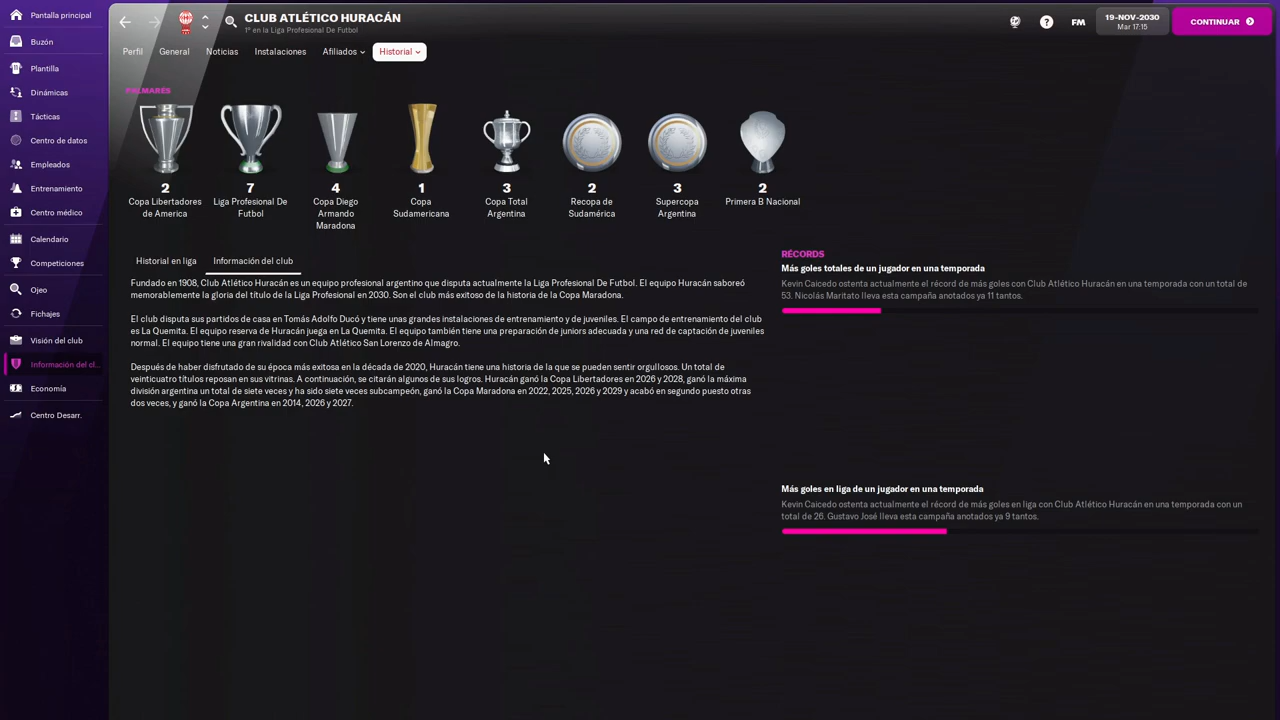 Pantalla principal
Buzón
Plantilla
Dinámicas
Tácticas
Centro de datos
Empleados
Entrenamiento
Centro médico
Calendario
Competiciones
Ojeo
Fichajes
Visión del club
Información del cl...
Economía
Centro Desarr.
CLUB ATLÉTICO HURACÁN
1º en la Liga Profesional De Futbol
FM
19-NOV-2030
Mar 17:15
CONTINUAR
Perfil General Noticias Instalaciones Afiliados Historial
PALMARÉS
2 7 4 1 3 2 3 2
Copa Libertadores Liga Profesional De Copa Diego Copa Copa Total Recopa de Supercopa Primera B Nacional
de America Futbol Armando Sudamericana Argentina Sudamérica Argentina
Maradona
Historial en liga Información del club
Fundado en 1908, Club Atlético Huracán es un equipo profesional argentino que disputa actualmente la Liga Profesional De Futbol. El equipo Huracán saboreó
memorablemente la gloria del título de la Liga Profesional en 2030. Son el club más exitoso de la historia de la Copa Maradona.
El club disputa sus partidos de casa en Tomás Adolfo Ducó y tiene unas grandes instalaciones de entrenamiento y de juveniles. El campo de entrenamiento del club
es La Quemita. El equipo reserva de Huracán juega en La Quemita. El equipo también tiene una preparación de juniors adecuada y una red de captación de juveniles
normal. El equipo tiene una gran rivalidad con Club Atlético San Lorenzo de Almagro.
Después de haber disfrutado de su época más exitosa en la década de 2020, Huracán tiene una historia de la que se pueden sentir orgullosos. Un total de
veinticuatro títulos reposan en sus vitrinas. A continuación, se citarán algunos de sus logros. Huracán ganó la Copa Libertadores en 2026 y 2028, ganó la máxima
división argentina un total de siete veces y ha sido siete veces subcampeón, ganó la Copa Maradona en 2022, 2025, 2026 y 2029 y acabó en segundo puesto otras
dos veces, y ganó la Copa Argentina en 2014, 2026 y 2027.
RÉCORDS
Más goles totales de un jugador en una temporada
Kevin Caicedo ostenta actualmente el récord de más goles con Club Atlético Huracán en una temporada con un total de
53. Nicolás Maritato lleva esta campaña anotados ya 11 tantos.
Más goles en liga de un jugador en una temporada
Kevin Caicedo ostenta actualmente el récord de más goles en liga con Club Atlético Huracán en una temporada con un
total de 26. Gustavo José lleva esta campaña anotados ya 9 tantos.